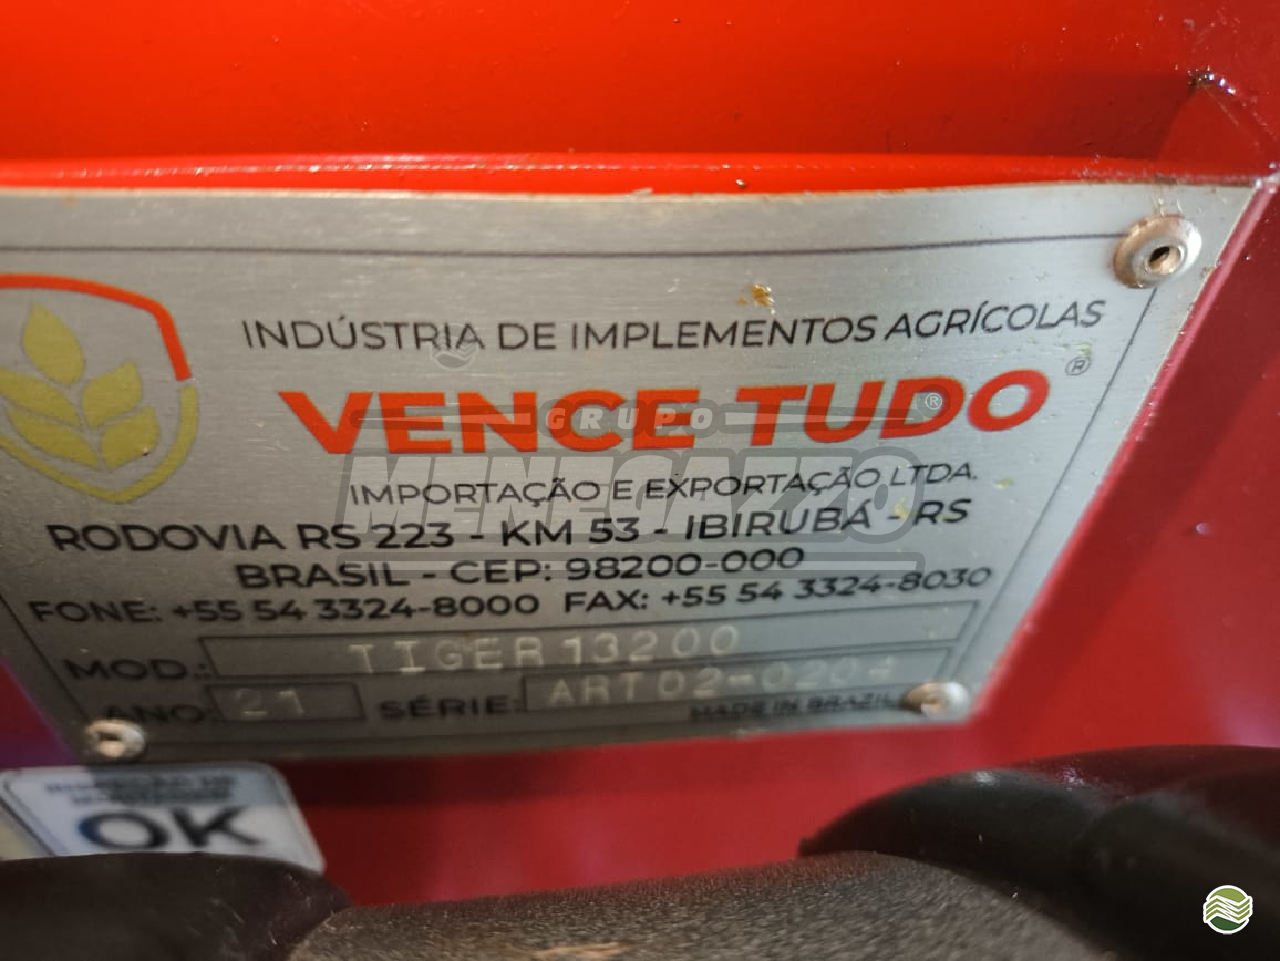 INDÚSTRIA DE IMPLEMENTOS AGRÍCOLAS
VENCE TUDO ®
GRUPO ®
MENEGAZZO
IMPORTAÇÃO E EXPORTAÇÃO LTDA.
RODOVIA RS 223 - KM 53 - IBIRUBÁ - RS
BRASIL - CEP: 98200-000
FONE: +55 54 3324-8000 FAX: +55 54 3324-8030
MOD.: TIGER 13200
ANO: 21 SÉRIE: ART02-0204
MADE IN BRAZIL
OK